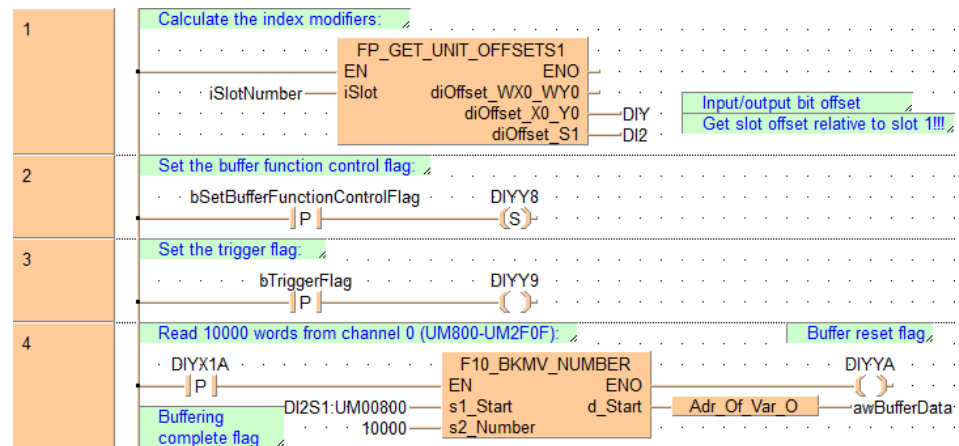 1
Calculate the index modifiers:
FP_GET_UNIT_OFFSETS1
EN ENO
iSlotNumber iSlot diOffset_WX0_WY0
diOffset_X0_Y0 DIY
diOffset_S1 DI2
Input/output bit offset
Get slot offset relative to slot 1!!!
2
Set the buffer function control flag:
bSetBufferFunctionControlFlag DIYY8
P S
3
Set the trigger flag:
bTriggerFlag DIYY9
P
4
Read 10000 words from channel 0 (UM800-UM2F0F): Buffer reset flag
DIYX1A F10_BKMV_NUMBER DIYYA
P EN ENO
DI2S1:UM00800 s1_Start d_Start Adr_Of_Var_O awBufferData
10000 s2_Number
Buffering
complete flag